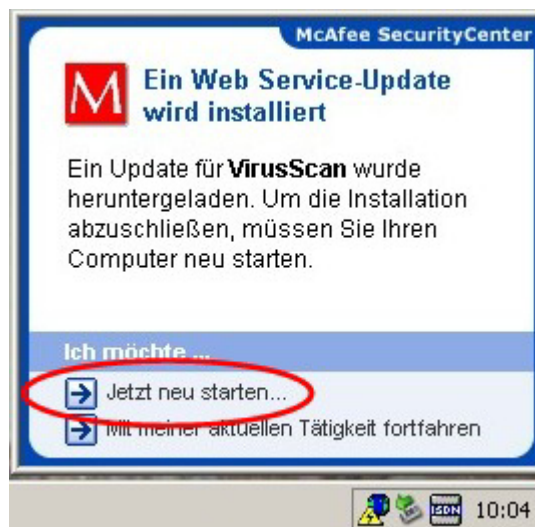 McAfee SecurityCenter
M
Ein Web Service-Update
wird installiert
Ein Update für VirusScan wurde
heruntergeladen. Um die Installation
abzuschließen, müssen Sie Ihren
Computer neu starten.
Ich möchte ...
Jetzt neu starten...
Mit meiner aktuellen Tätigkeit fortfahren
ISDN 10:04